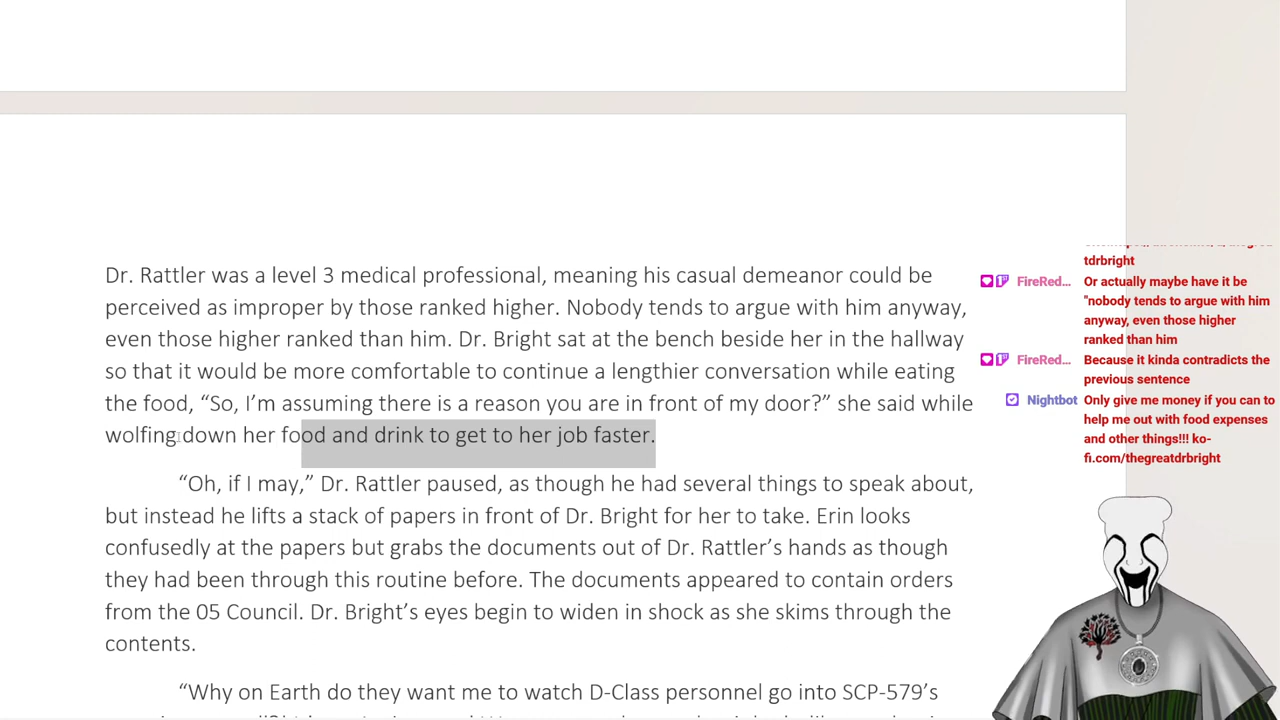 Dr. Rattler was a level 3 medical professional, meaning his casual demeanor could be
perceived as improper by those ranked higher. Nobody tends to argue with him anyway,
even those higher ranked than him. Dr. Bright sat at the bench beside her in the hallway
so that it would be more comfortable to continue a lengthier conversation while eating
the food, “So, I’m assuming there is a reason you are in front of my door?” she said while
wolfing down her food and drink to get to her job faster.
“Oh, if I may,” Dr. Rattler paused, as though he had several things to speak about,
but instead he lifts a stack of papers in front of Dr. Bright for her to take. Erin looks
confusedly at the papers but grabs the documents out of Dr. Rattler’s hands as though
they had been through this routine before. The documents appeared to contain orders
from the 05 Council. Dr. Bright’s eyes begin to widen in shock as she skims through the
contents.
“Why on Earth do they want me to watch D-Class personnel go into SCP-579’s
tdrbright
FireRed... Or actually maybe have it be
"nobody tends to argue with him
anyway, even those higher
ranked than him
FireRed... Because it kinda contradicts the
previous sentence
Nightbot Only give me money if you can to
help me out with food expenses
and other things!!! ko-
fi.com/thegreatdrbright